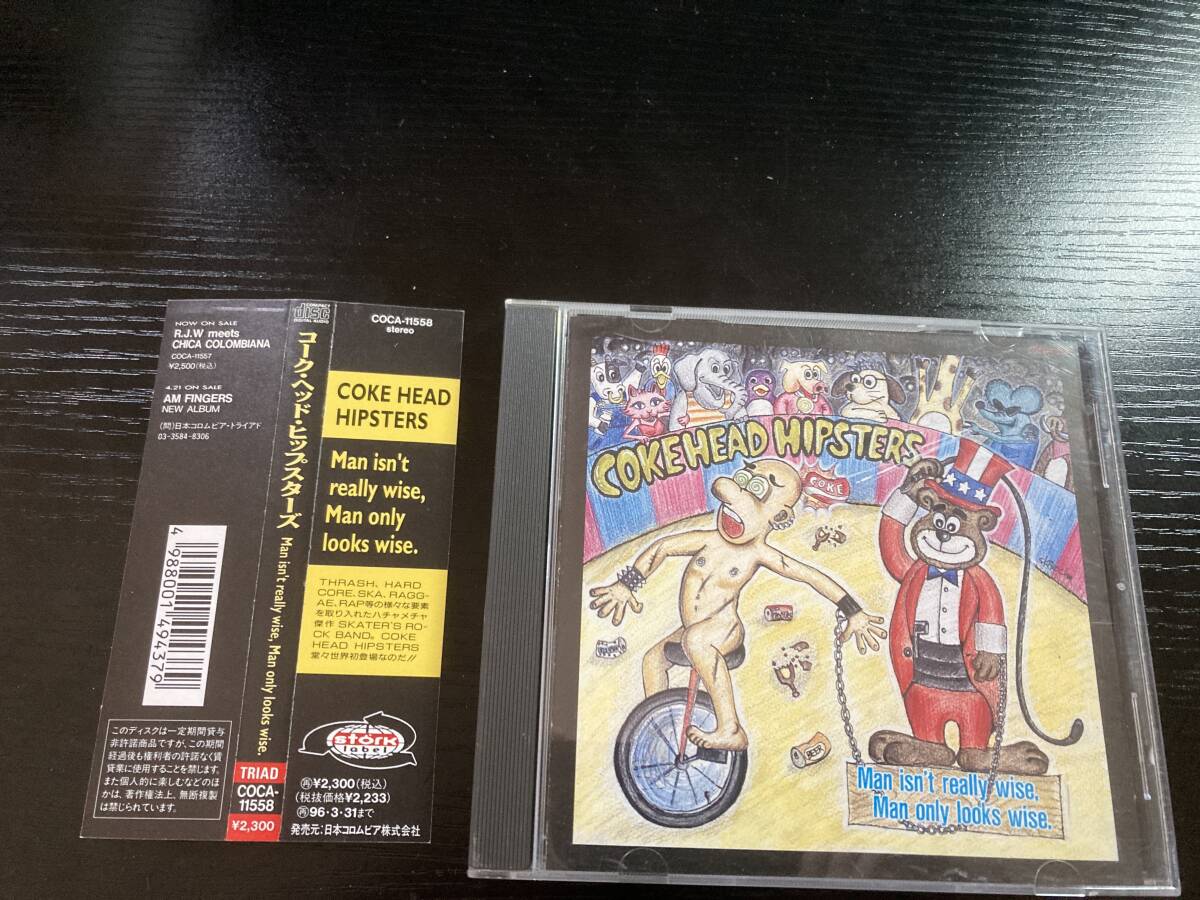 NOW ON SALE
R.J.W meets
CHICA COLOMBIANA
COCA-11557
¥2,500(税込)
4.21 ON SALE
AM FINGERS
NEW ALBUM
(問)日本コロムビア・トライアド
03-3584-8306
4 988001 494379
このディスクは一定期間貸与
非許諾商品ですが、この期間
経過後も権利者の許諾なく賃
貸業に使用することを禁じます。
また個人的に楽しむなどのほ
かは、著作権法上、無断複製
は禁じられています。
COMPACT
disc
DIGITAL AUDIO
コーク・ヘッド・ヒップスターズ
Man isn't really wise, Man only looks wise.
TRIAD
COCA-
11558
¥2,300
COCA-11558
stereo
COKE HEAD
HIPSTERS
Man isn't
really wise,
Man only
looks wise.
THRASH、HARD
CORE、SKA、RAGG-
AE、RAP等の様々な要素
を取り入れたハチャメチャ
傑作 SKATER'S RO-
CK BAND。COKE
HEAD HIPSTERS
堂々世界初登場なのだ!!
stork
label
再¥2,300(税込)
(税抜価格¥2,233)
再96・3・31まで
発売元:日本コロムビア株式会社
COKEHEAD HIPSTERS
COKE
BEER
Man isn't really wise.
Man only looks wise.